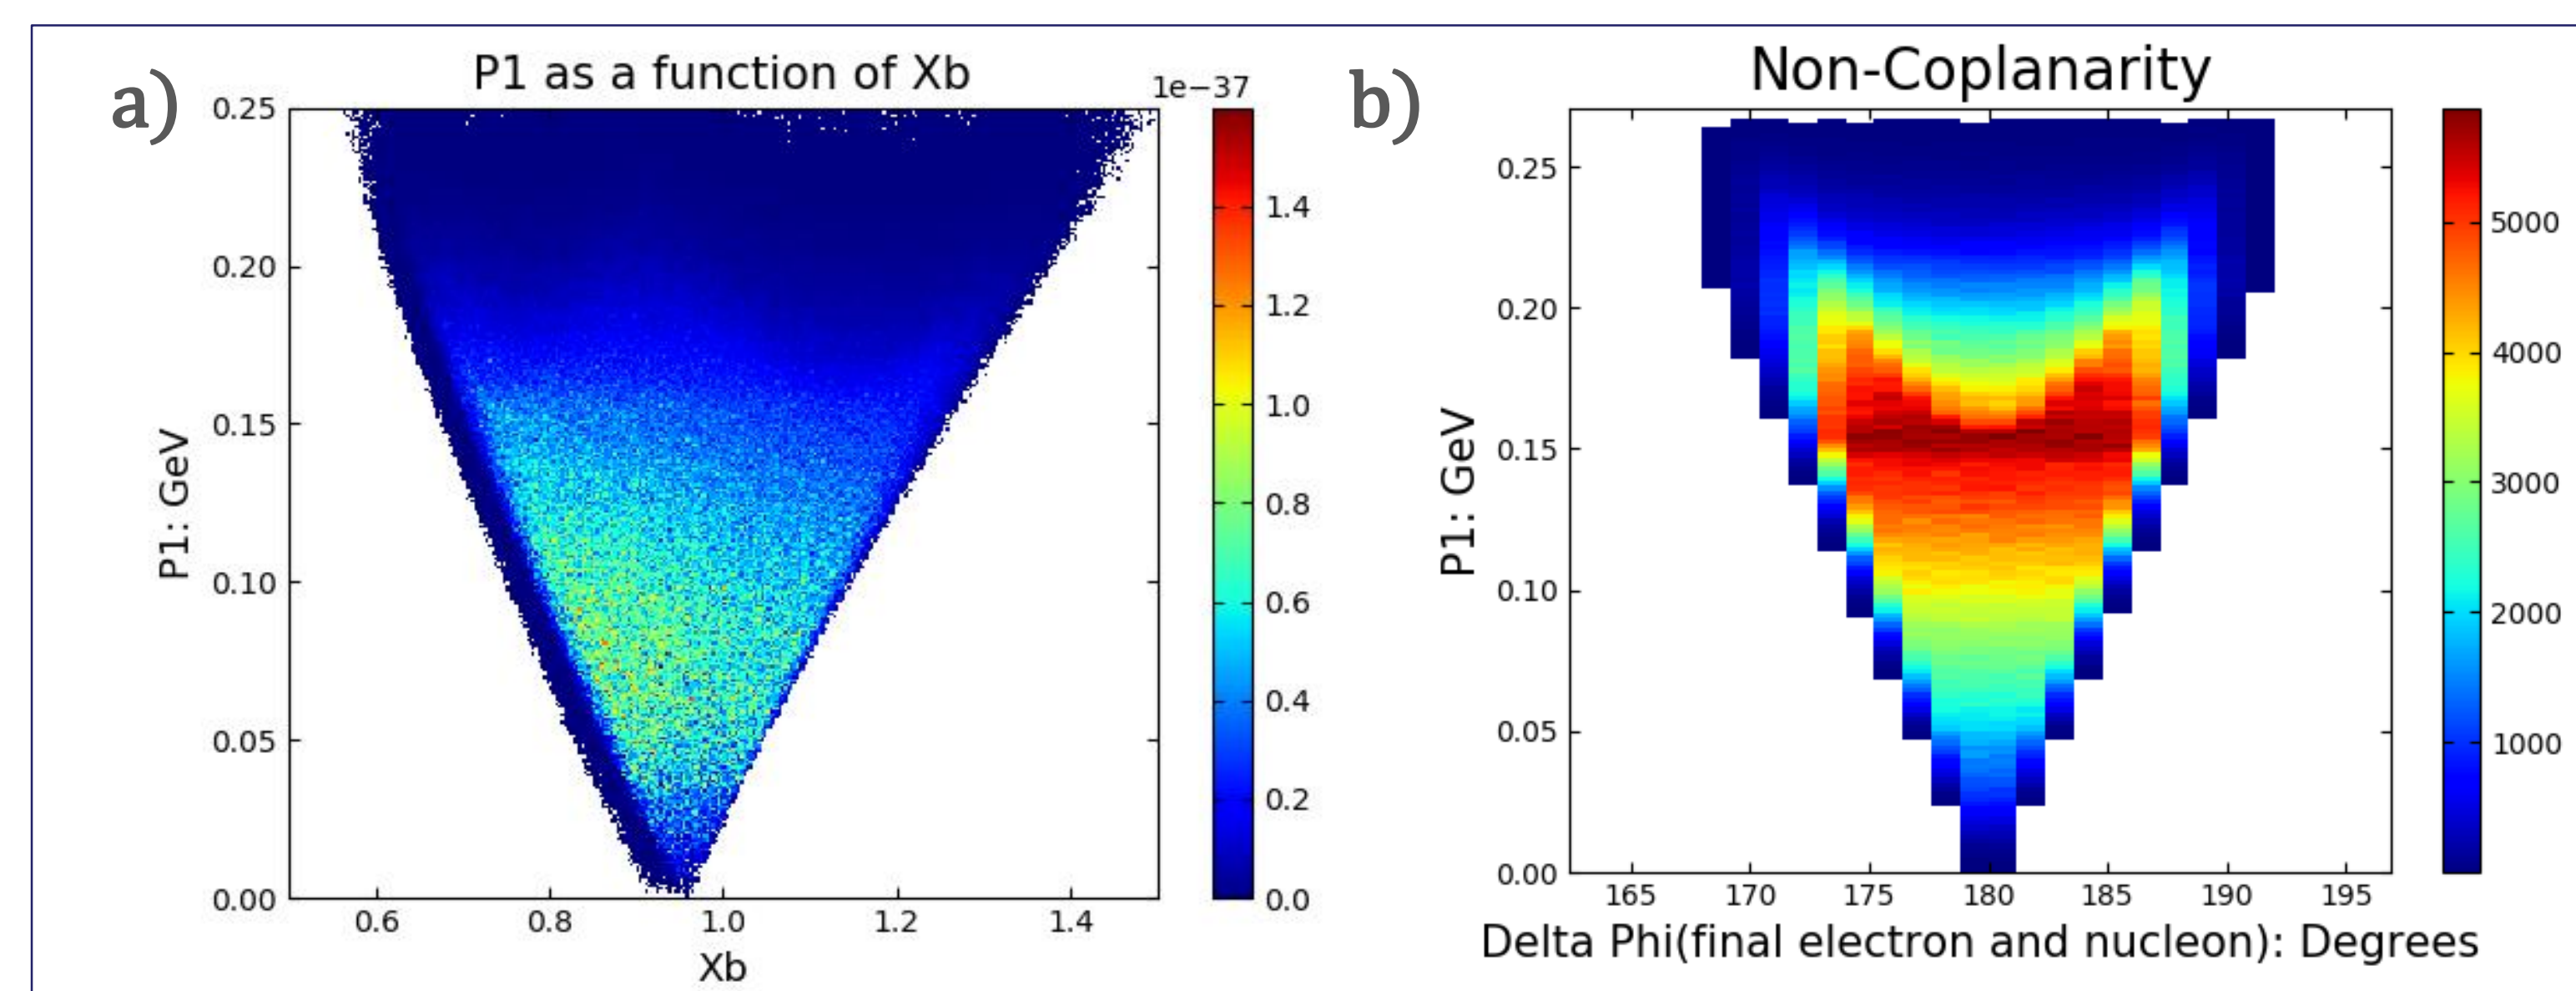 a)
P1 as a function of Xb
1e−37
0.25
0.20
0.15
0.10
0.05
0.00
P1: GeV
0.6 0.8 1.0 1.2 1.4
Xb
1.4
1.2
1.0
0.8
0.6
0.4
0.2
0.0
b)
Non-Coplanarity
0.25
0.20
0.15
0.10
0.05
0.00
P1: GeV
165 170 175 180 185 190 195
Delta Phi(final electron and nucleon): Degrees
5000
4000
3000
2000
1000